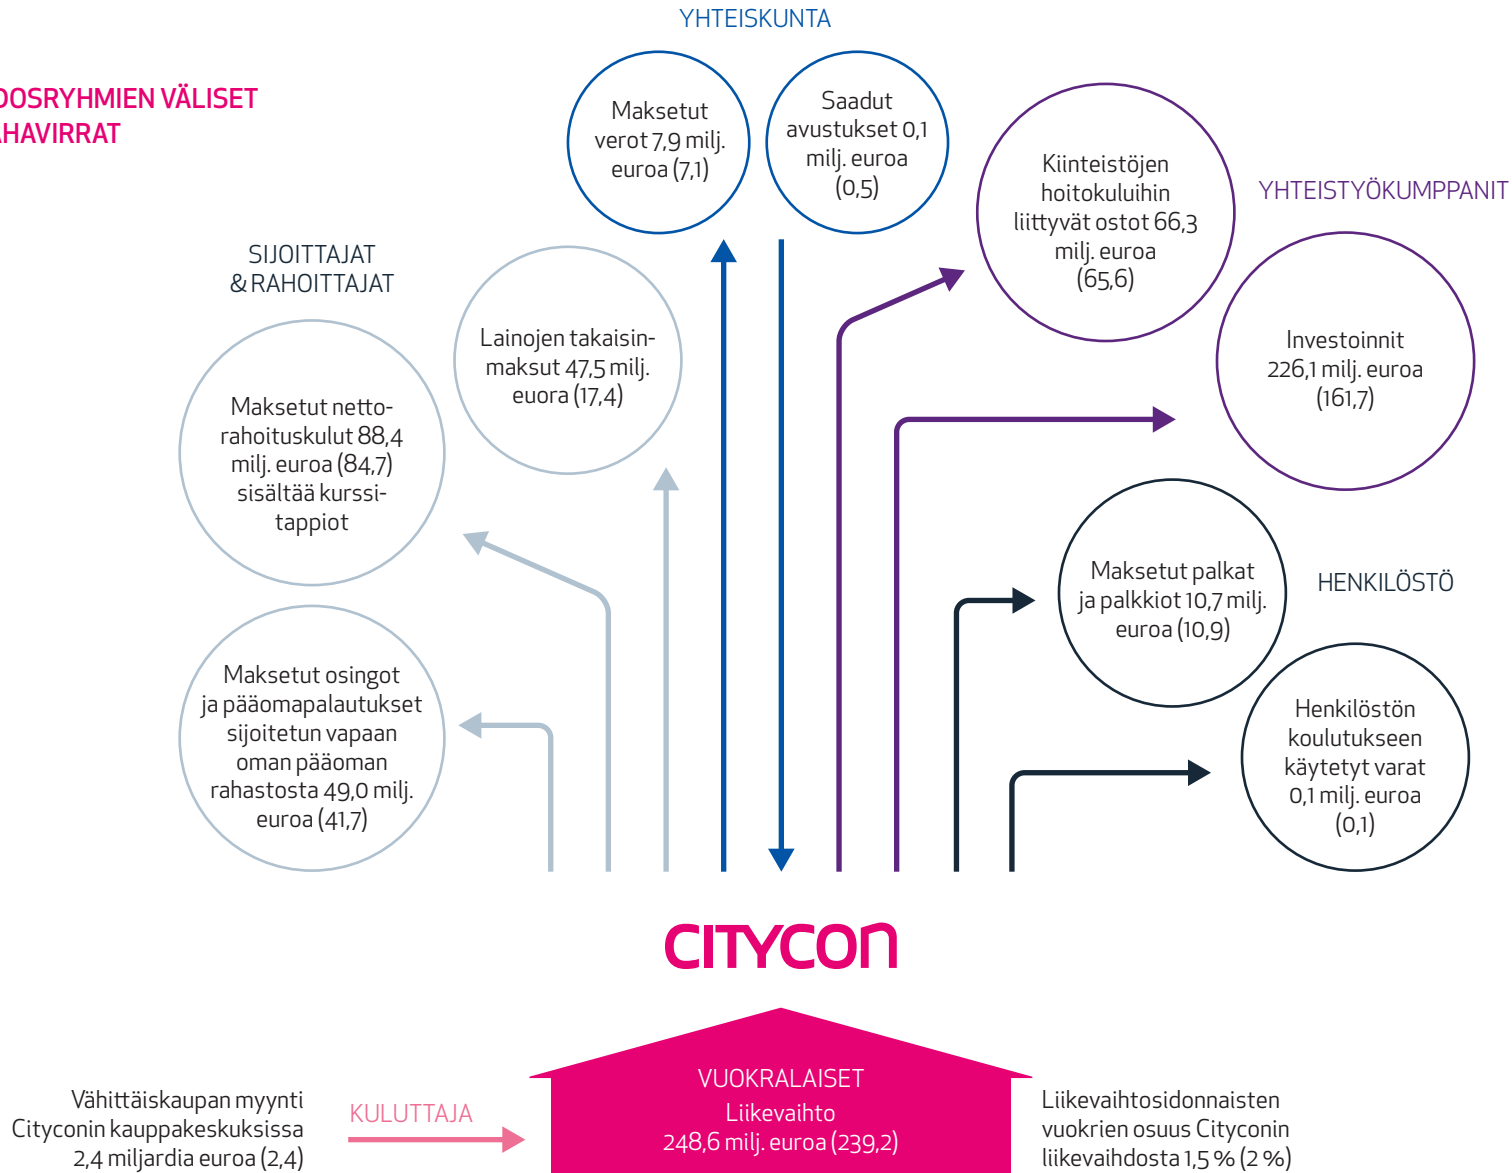 YHTEISKUNTA
VÄLISET
Maksetut
verot 7,9 milj.
euroa (7,1)
Saadut
avustukset 0,1
milj. euroa
(0,5)
Kiinteistöjen
hoitokuluihin
liittyvät ostot 66,3
milj. euroa
(65,6)
YHTEISTYÖKUMPPANIT
Investoinnit
226,1 milj. euroa
(161,7)
SIJOITTAJAT
& RAHOITTAJAT
Lainojen takaisin-
maksut 47,5 milj.
euora (17,4)
Maksetut netto-
rahoituskulut 88,4
milj. euroa (84,7)
sisältää kurssi-
tappiot
Maksetut osingot
ja pääomapalautukset
sijoitetun vapaan
oman pääoman
rahastosta 49,0 milj.
euroa (41,7)
Maksetut palkat
ja palkkiot 10,7 milj.
euroa (10,9)
HENKILÖSTÖ
Henkilöstön
koulutukseen
käytetyt varat
0,1 milj. euroa
(0,1)
CITYCON
Vähittäiskaupan myynti
Cityconin kauppakeskuksissa
2,4 miljardia euroa (2,4)
KULUTTAJA
VUOKRALAISET
Liikevaihto
248,6 milj. euroa (239,2)
Liikevaihtosidonnaisten
vuokrien osuus Cityconin
liikevaihdosta 1,5 % (2 %)